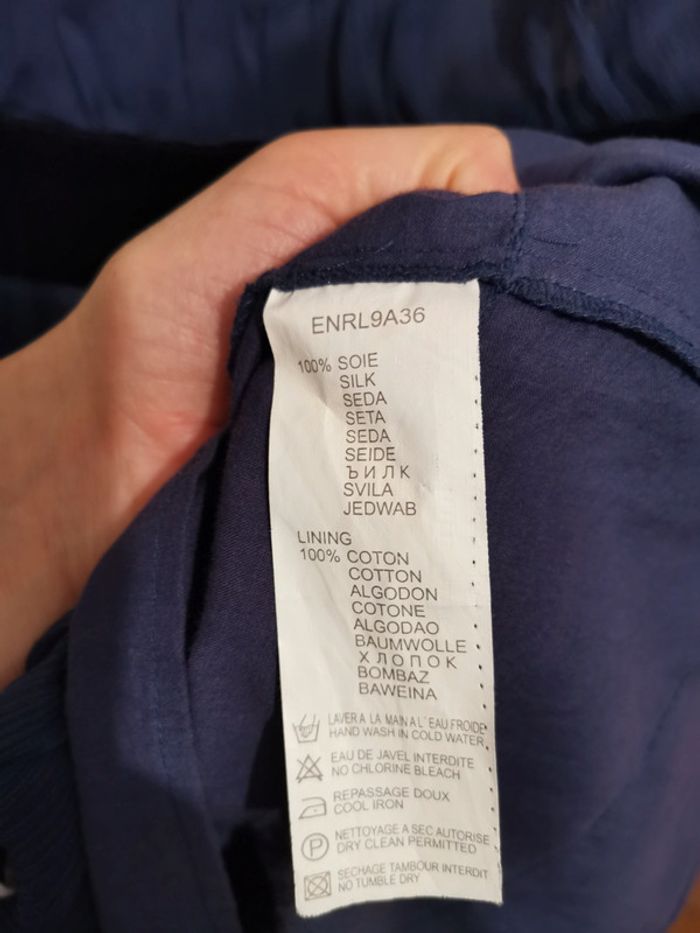 ENRL9A36
100% SOIE
SILK
SEDA
SETA
SEDA
SEIDE
ЪИЛК
SVILA
JEDWAB
LINING
100% COTON
COTTON
ALGODON
COTONE
ALGODAO
BAUMWOLLE
ХЛОПОК
BOMBAZ
BAWEINA
LAVER A LA MAIN A L'EAU FROIDE
HAND WASH IN COLD WATER
EAU DE JAVEL INTERDITE
NO CHLORINE BLEACH
REPASSAGE DOUX
COOL IRON
P
NETTOYAGE A SEC AUTORISE
DRY CLEAN PERMITTED
SECHAGE TAMBOUR INTERDIT
NO TUMBLE DRY